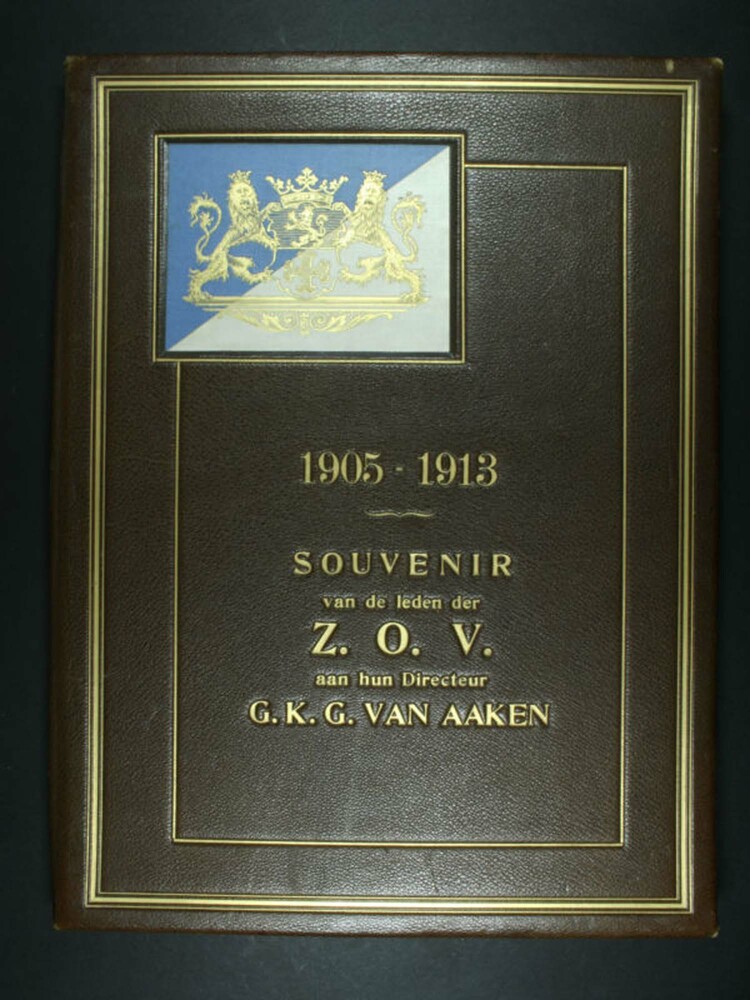 1905 - 1913
SOUVENIR
van de leden der
Z. O. V.
aan hun Directeur
G. K. G. VAN AAKEN